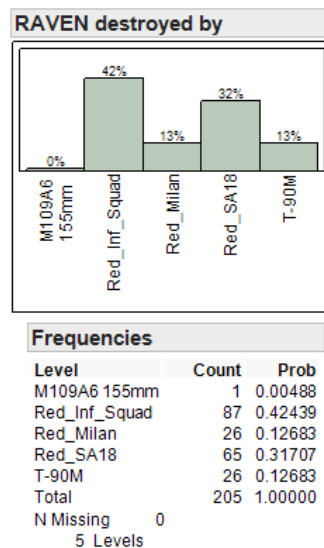 RAVEN destroyed by
42%
32%
13%
13%
0%
M109A6
155mm
Red_Inf_Squad
Red_Milan
Red_SA18
T-90M
Frequencies
Level Count Prob
M109A6 155mm 1 0.00488
Red_Inf_Squad 87 0.42439
Red_Milan 26 0.12683
Red_SA18 65 0.31707
T-90M 26 0.12683
Total 205 1.00000
N Missing 0
5 Levels